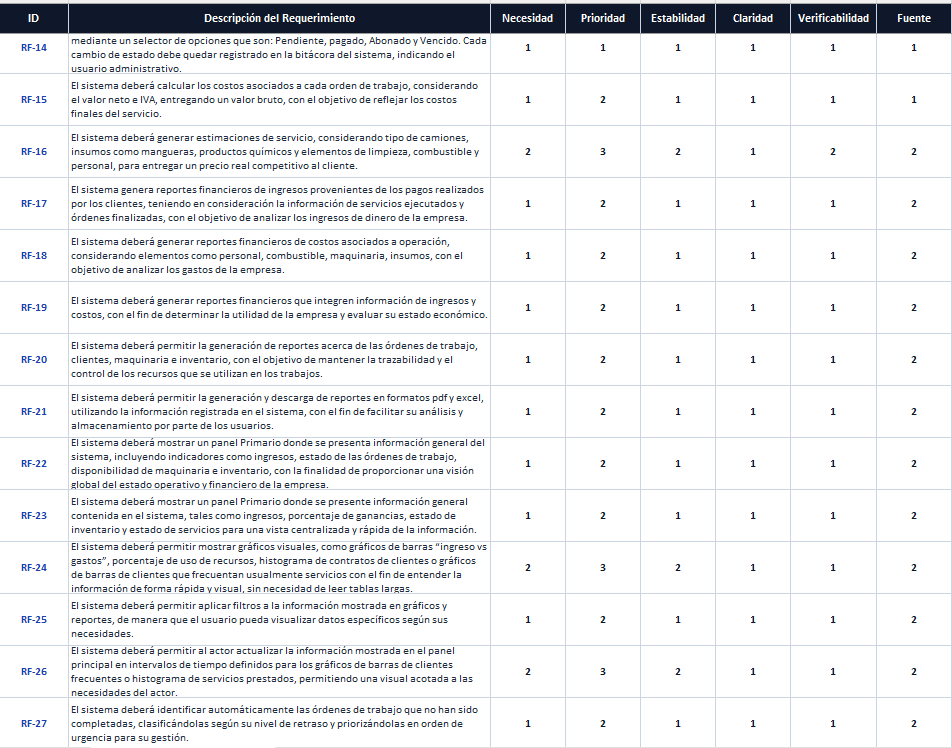 ID Descripción del Requerimiento Necesidad Prioridad Estabilidad Claridad Verificabilidad Fuente
mediante un selector de opciones que son: Pendiente, pagado, Abonado y Vencido. Cada
RF-14 cambio de estado debe quedar registrado en la bitácora del sistema, indicando el 1 1 1 1 1 1
usuario administrativo.
El sistema deberá calcular los costos asociados a cada orden de trabajo, considerando
RF-15 el valor neto e IVA, entregando un valor bruto, con el objetivo de reflejar los costos 1 2 1 1 1 1
finales del servicio.
El sistema deberá generar estimaciones de servicio, considerando tipo de camiones,
RF-16 insumos como mangueras, productos químicos y elementos de limpieza, combustible y 2 3 2 1 2 2
personal, para entregar un precio real competitivo al cliente.
El sistema genera reportes financieros de ingresos provenientes de los pagos realizados
RF-17 por los clientes, teniendo en consideración la información de servicios ejecutados y 1 2 1 1 1 2
órdenes finalizadas, con el objetivo de analizar los ingresos de dinero de la empresa.
El sistema deberá generar reportes financieros de costos asociados a operación,
RF-18 considerando elementos como personal, combustible, maquinaria, insumos, con el 1 2 1 1 1 2
objetivo de analizar los gastos de la empresa.
El sistema deberá generar reportes financieros que integren información de ingresos y
RF-19 costos, con el fin de determinar la utilidad de la empresa y evaluar su estado económico. 1 2 1 1 1 2
El sistema deberá permitir la generación de reportes acerca de las órdenes de trabajo,
RF-20 clientes, maquinaria e inventario, con el objetivo de mantener la trazabilidad y el 1 2 1 1 1 2
control de los recursos que se utilizan en los trabajos.
El sistema deberá permitir la generación y descarga de reportes en formatos pdf y excel,
RF-21 utilizando la información registrada en el sistema, con el fin de facilitar su análisis y 1 2 1 1 1 2
almacenamiento por parte de los usuarios.
El sistema deberá mostrar un panel Primario donde se presenta información general del
sistema, incluyendo indicadores como ingresos, estado de las órdenes de trabajo,
RF-22 disponibilidad de maquinaria e inventario, con la finalidad de proporcionar una visión 1 2 1 1 1 2
global del estado operativo y financiero de la empresa.
El sistema deberá mostrar un panel Primario donde se presente información general
RF-23 contenida en el sistema, tales como ingresos, porcentaje de ganancias, estado de 1 2 1 1 1 2
inventario y estado de servicios para una vista centralizada y rápida de la información.
El sistema deberá permitir mostrar gráficos visuales, como gráficos de barras “ingreso vs
gastos”, porcentaje de uso de recursos, histograma de contratos de clientes o gráficos
RF-24 de barras de clientes que frecuentan usualmente servicios con el fin de entender la 2 3 2 1 1 2
información de forma rápida y visual, sin necesidad de leer tablas largas.
El sistema deberá permitir aplicar filtros a la información mostrada en gráficos y
RF-25 reportes, de manera que el usuario pueda visualizar datos específicos según sus 1 2 1 1 1 2
necesidades.
El sistema deberá permitir al actor actualizar la información mostrada en el panel
principal en intervalos de tiempo definidos para los gráficos de barras de clientes
RF-26 frecuentes o histograma de servicios prestados, permitiendo una visual acotada a las 2 3 2 1 1 2
necesidades del actor.
El sistema deberá identificar automáticamente las órdenes de trabajo que no han sido
RF-27 completadas, clasificándolas según su nivel de retraso y priorizándolas en orden de 1 2 1 1 1 2
urgencia para su gestión.